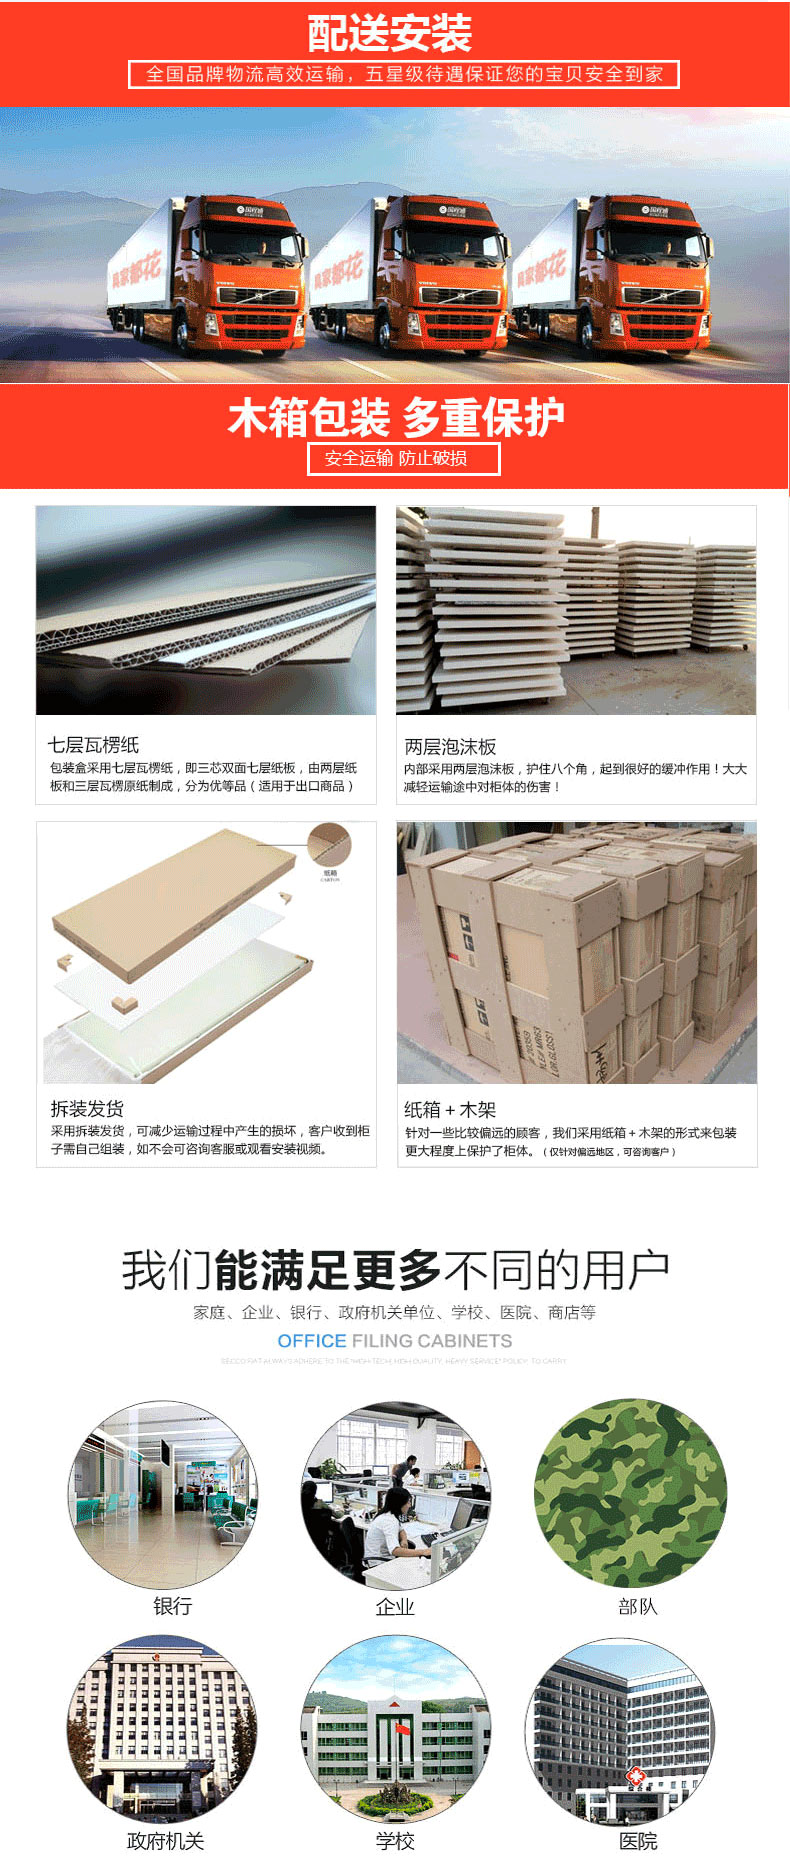 配送安装
全国品牌物流高效运输，五星级待遇保证您的宝贝安全到家
木箱包装 多重保护
安全运输 防止破损
七层瓦楞纸
包装盒采用七层瓦楞纸，即三芯双面七层纸板，由两层纸
板和三层瓦楞原纸制成，分为优等品（适用于出口商品）
两层泡沫板
内部采用两层泡沫板，护住八个角，起到很好的缓冲作用！大大
减轻运输途中对柜体的伤害！
纸箱
拆装发货
采用拆装发货，可减少运输过程中产生的损坏，客户收到柜
子需自己组装，如不会可咨询客服或观看安装视频。
纸箱＋木架
针对一些比较偏远的顾客，我们采用纸箱＋木架的形式来包装
更大程度上保护了柜体。（仅针对偏远地区，可咨询客户）
我们能满足更多不同的用户
家庭、企业、银行、政府机关单位、学校、医院、商店等
OFFICE FILING CABINETS
银行
企业
部队
政府机关
学校
医院